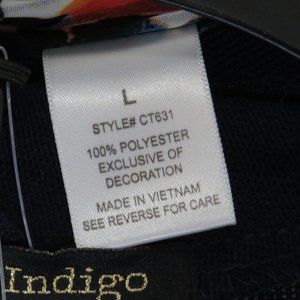 L
STYLE# CT631
100% POLYESTER
EXCLUSIVE OF
DECORATION
MADE IN VIETNAM
SEE REVERSE FOR CARE
Indigo